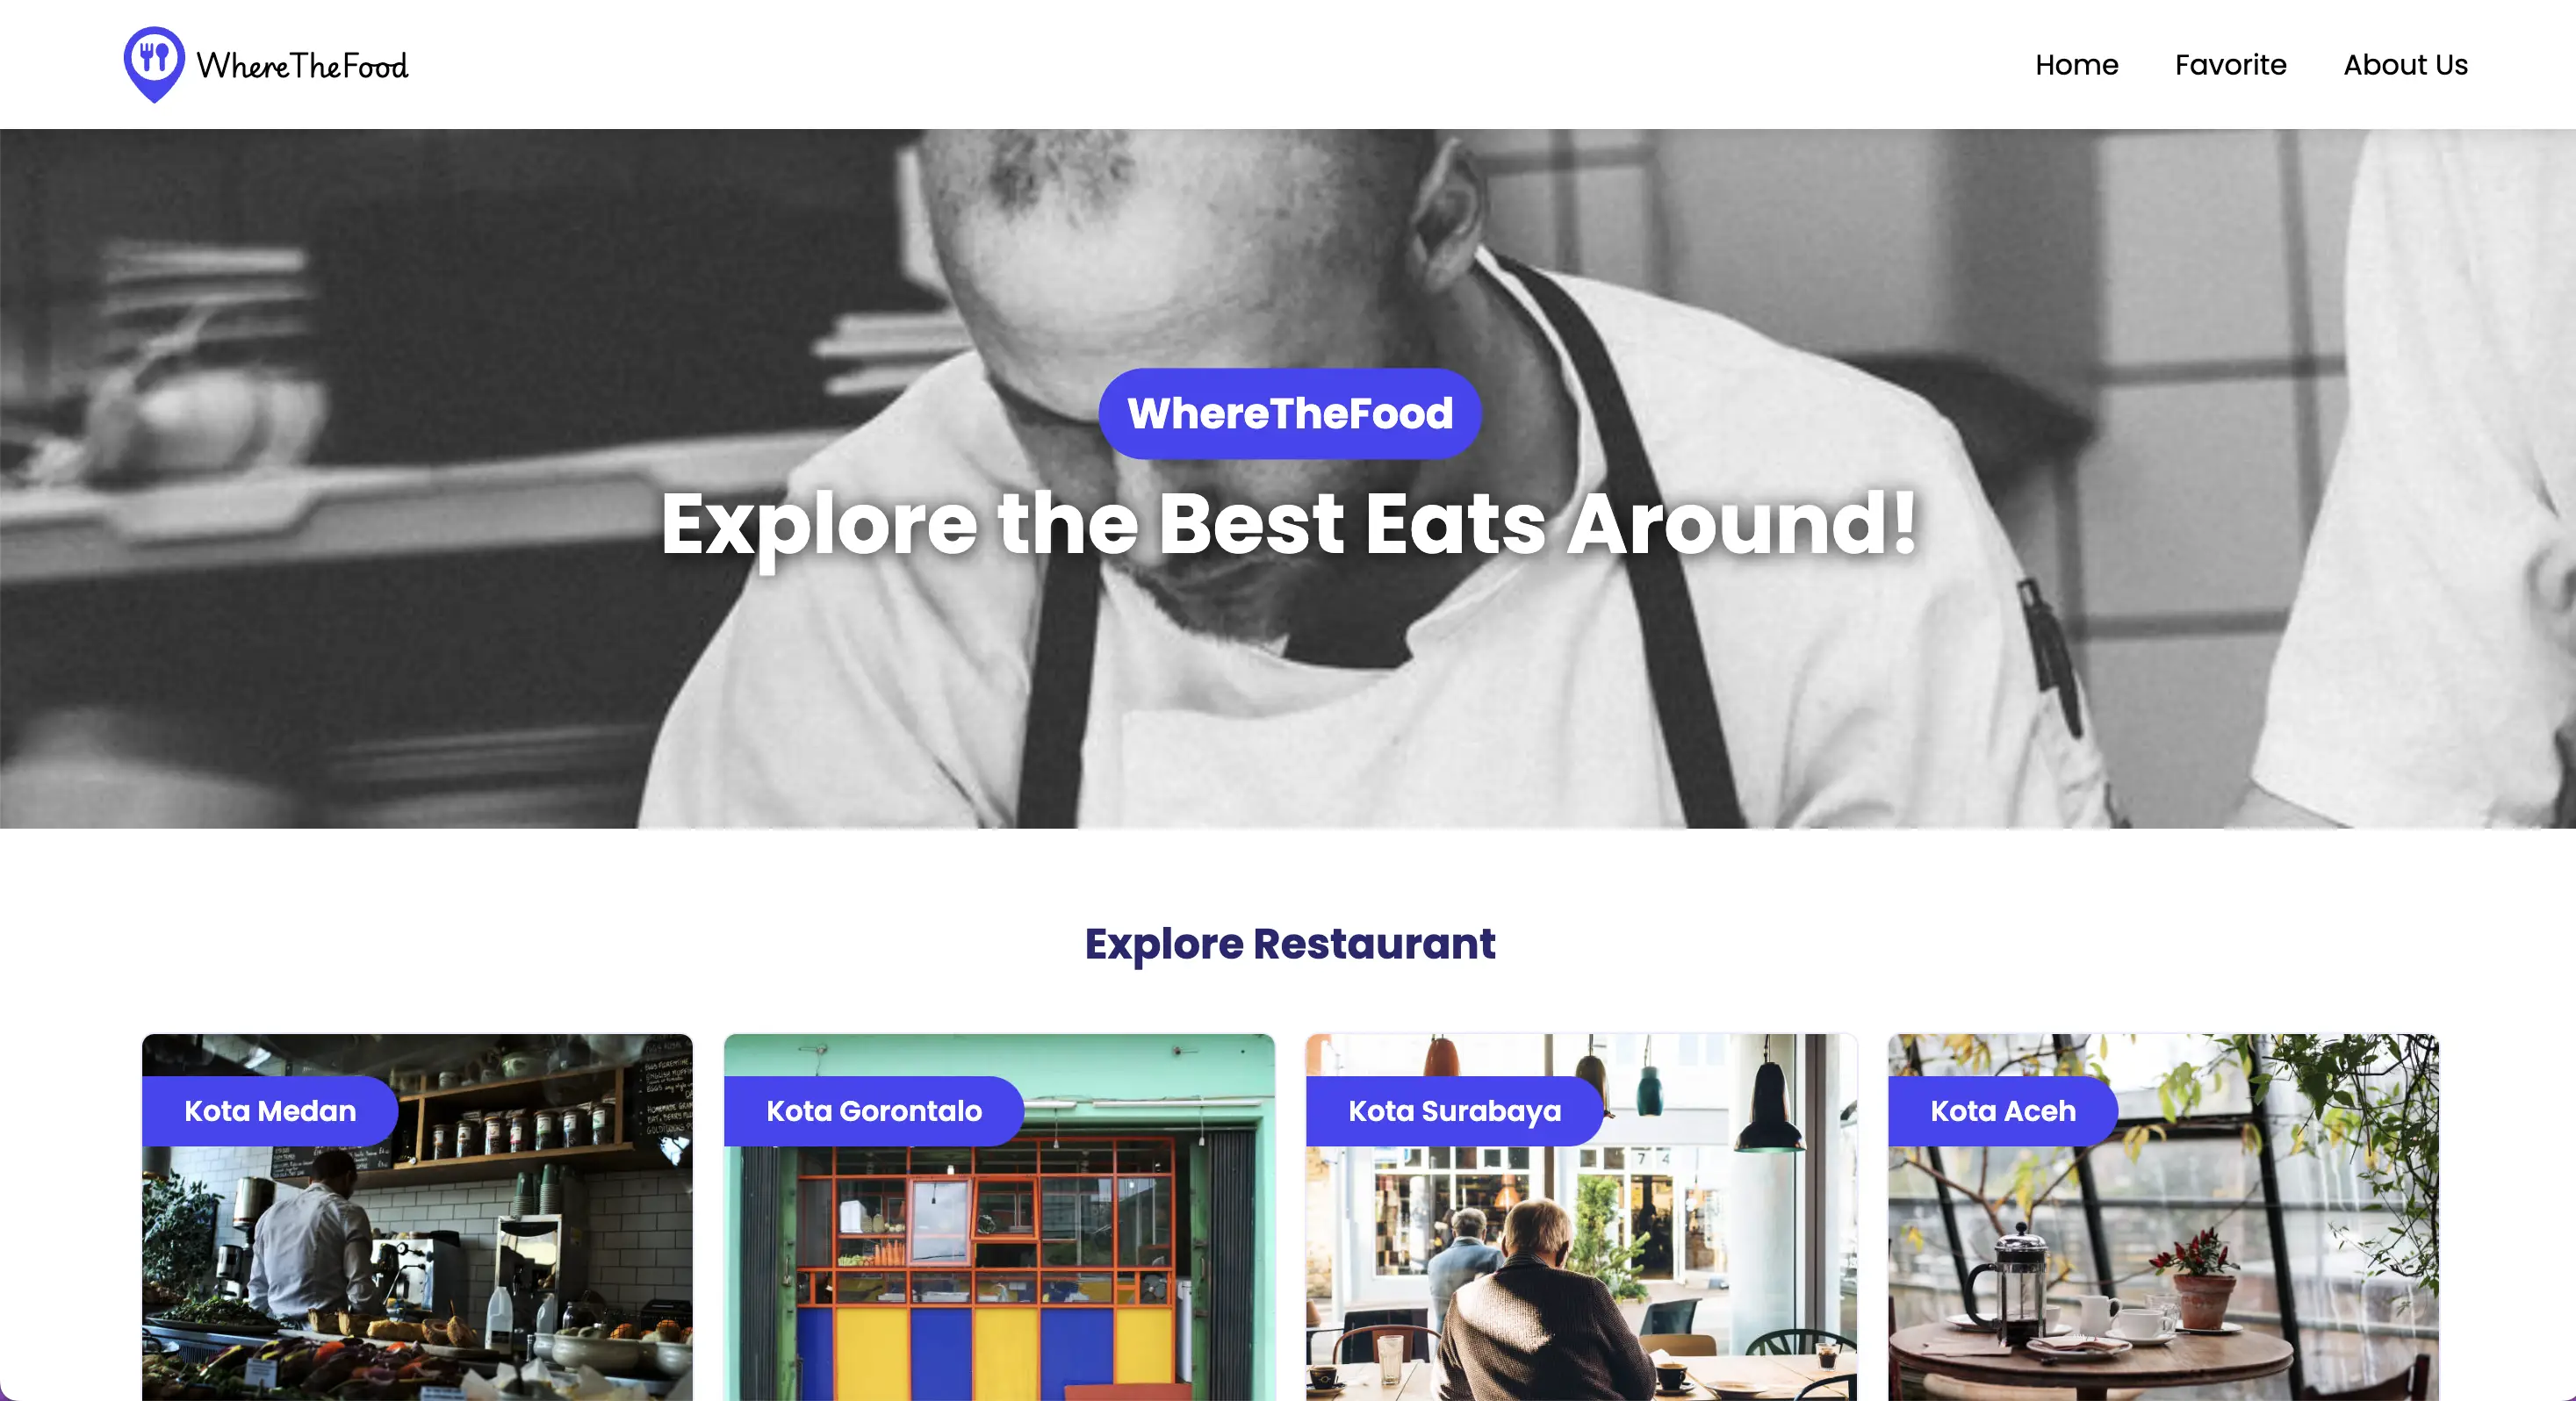 WhereTheFood
Home Favorite About Us
WhereTheFood
Explore the Best Eats Around!
Explore Restaurant
Kota Medan
Kota Gorontalo
Kota Surabaya
Kota Aceh